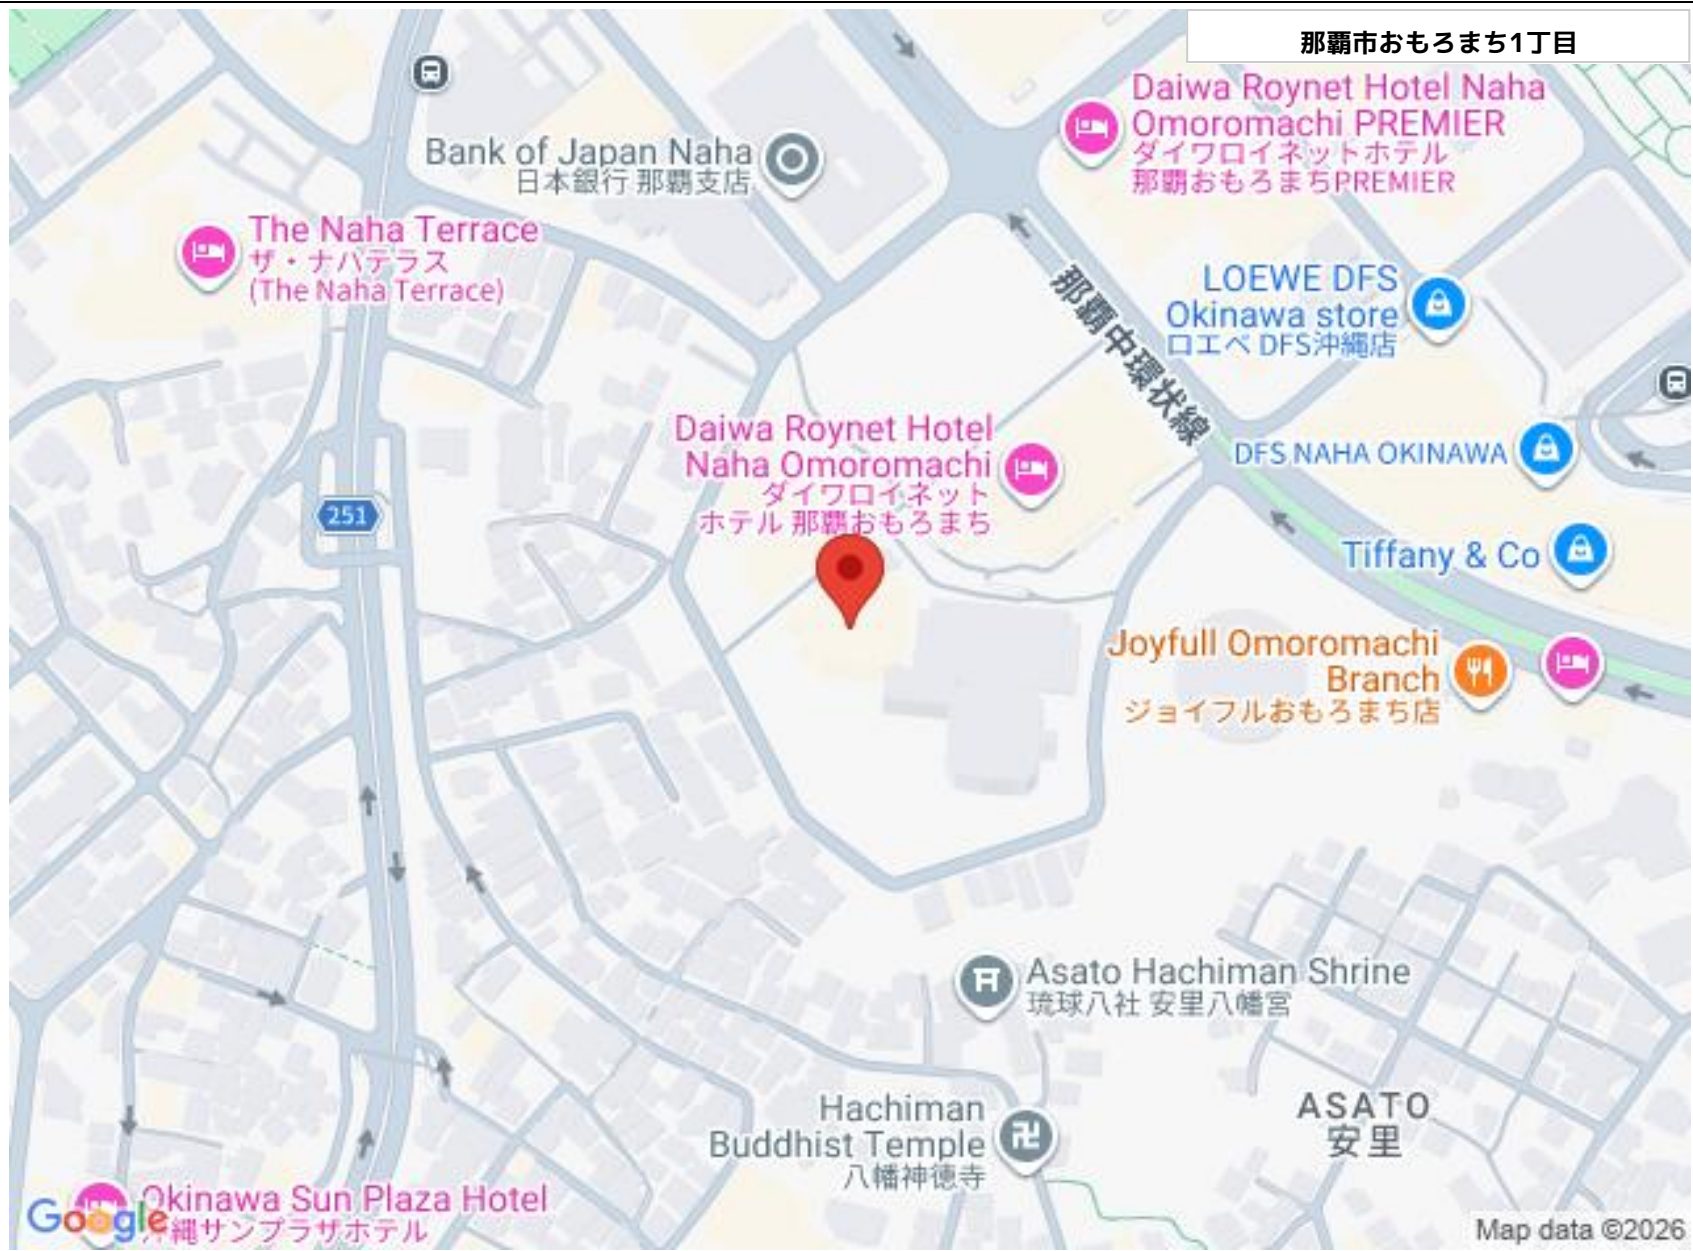 那覇市おもろまち1丁目
Daiwa Roynet Hotel Naha
Omoromachi PREMIER
ダイワロイネットホテル
那覇おもろまちPREMIER
Bank of Japan Naha
日本銀行 那覇支店
The Naha Terrace
ザ・ナハテラス
(The Naha Terrace)
那覇中環状線
LOEWE DFS
Okinawa store
ロエベ DFS沖縄店
Daiwa Roynet Hotel
Naha Omoromachi
ダイワロイネット
ホテル 那覇おもろまち
DFS NAHA OKINAWA
251
Tiffany & Co
Joyfull Omoromachi
Branch
ジョイフルおもろまち店
Asato Hachiman Shrine
琉球八社 安里八幡宮
Hachiman
Buddhist Temple
八幡神徳寺
ASATO
安里
Okinawa Sun Plaza Hotel
沖縄サンプラザホテル
Google
Map data ©2026